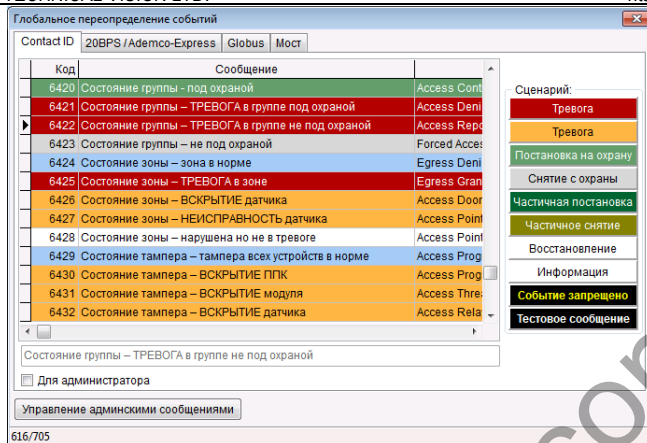 Глобальное переопределение событий
Contact ID 20BPS / Ademco-Express Globus Мост
Код Сообщение
6420 Состояние группы - под охраной Access Cont
6421 Состояние группы – ТРЕВОГА в группе под охраной Access Deni
6422 Состояние группы – ТРЕВОГА в группе не под охраной Access Repo
6423 Состояние группы – не под охраной Forced Acces
6424 Состояние зоны – зона в норме Egress Deni
6425 Состояние зоны – ТРЕВОГА в зоне Egress Gran
6426 Состояние зоны – ВСКРЫТИЕ датчика Access Door
6427 Состояние зоны – НЕИСПРАВНОСТЬ датчика Access Point
6428 Состояние зоны – нарушена но не в тревоге Access Point
6429 Состояние тампера – тампера всех устройств в норме Access Prog
6430 Состояние тампера – ВСКРЫТИЕ ППК Access Prog
6431 Состояние тампера – ВСКРЫТИЕ модуля Access Thre
6432 Состояние тампера – ВСКРЫТИЕ датчика Access Rela
Состояние группы – ТРЕВОГА в группе не под охраной
Для администратора
Управление админскими сообщениями
616/705
Сценарий:
Тревога
Тревога
Постановка на охрану
Снятие с охраны
Частичная постановка
Частичное снятие
Восстановление
Информация
Событие запрещено
Тестовое сообщение